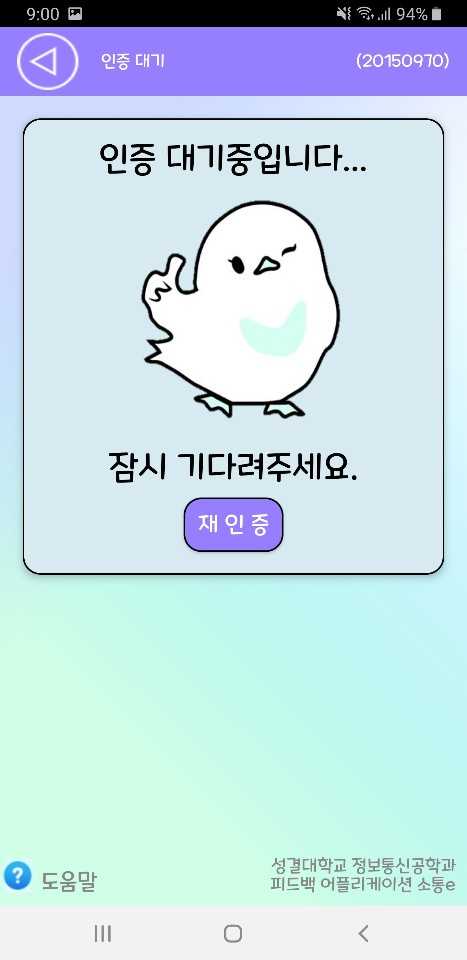 9:00
94%
인증 대기
(20150970)
인증 대기중입니다...
잠시 기다려주세요.
재 인 증
? 도움말
성결대학교 정보통신공학과
피드백 어플리케이션 소통e